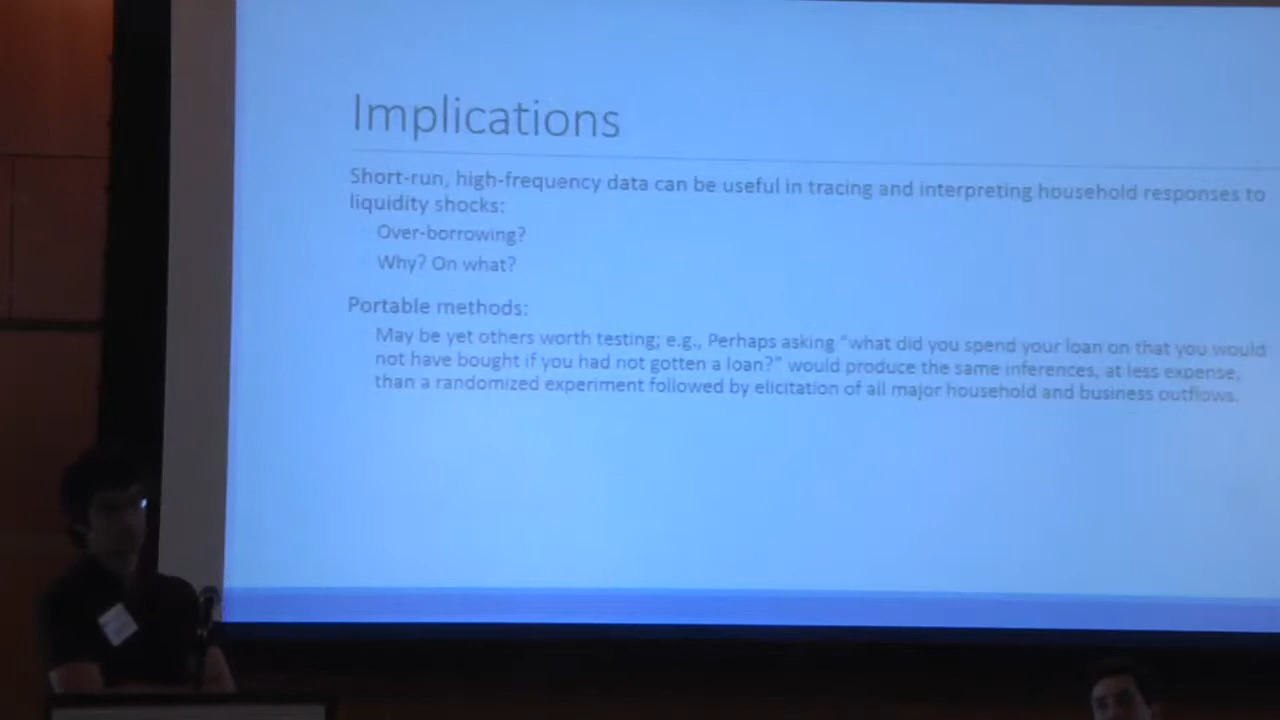 Implications
Short-run, high-frequency data can be useful in tracing and interpreting household responses to
liquidity shocks:
Over-borrowing?
Why? On what?
Portable methods:
May be yet others worth testing; e.g., Perhaps asking "what did you spend your loan on that you would
not have bought if you had not gotten a loan?" would produce the same inferences, at less expense,
than a randomized experiment followed by elicitation of all major household and business outflows.